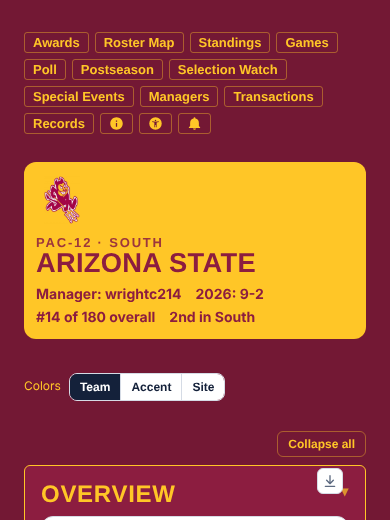 Awards Roster Map Standings Games
Poll Postseason Selection Watch
Special Events Managers Transactions
Records
PAC-12 · SOUTH
ARIZONA STATE
Manager: wrightc214 2026: 9-2
#14 of 180 overall 2nd in South
Colors Team Accent Site
Collapse all
OVERVIEW